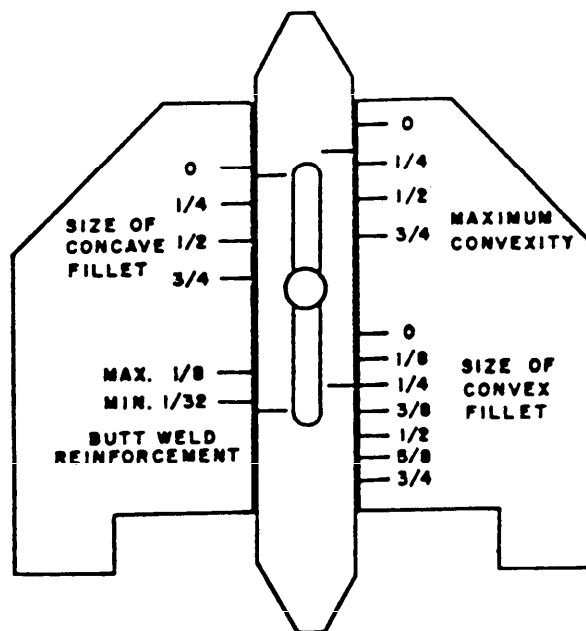 0
1/4
SIZE OF
CONCAVE
1/2
FILLET
3/4
MAX. 1/8
MIN. 1/32
BUTT WELD
REINFORCEMENT
0
1/4
1/2
3/4
MAXIMUM
CONVEXITY
0
1/8
1/4
3/8
1/2
5/8
3/4
SIZE OF
CONVEX
FILLET